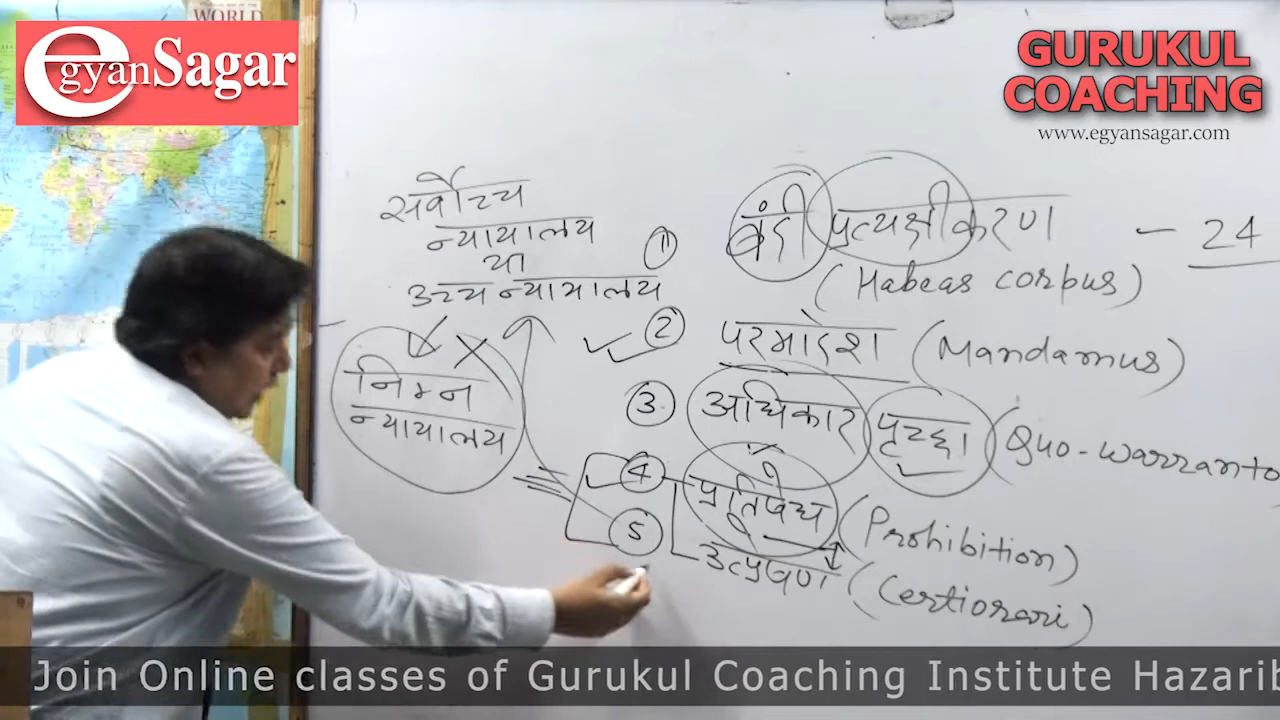 WORLD
egyanSagar
GURUKUL
COACHING
www.egyansagar.com
सर्वोच्च
न्यायालय
या
उच्च न्यायालय
निम्न
न्यायालय
① बंदी प्रत्यक्षीकरण - 24
(Habeas corpus)
② परमादेश (Mandamus)
③ अधिकार पृच्छा (Quo-warranto
④ प्रतिषेध (Prohibition)
⑤ उत्प्रेषण (Certiorari)
Join Online classes of Gurukul Coaching Institute Hazarib